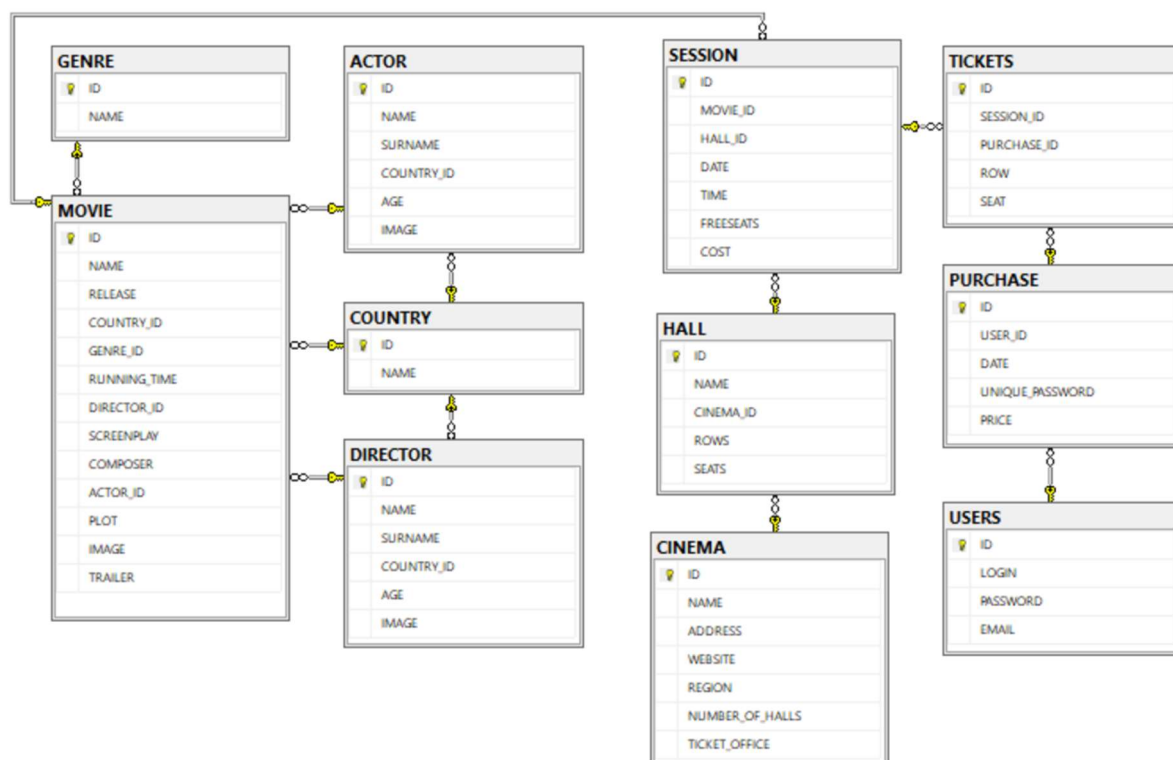 GENRE
ID
NAME
MOVIE
ID
NAME
RELEASE
COUNTRY_ID
GENRE_ID
RUNNING_TIME
DIRECTOR_ID
SCREENPLAY
COMPOSER
ACTOR_ID
PLOT
IMAGE
TRAILER
ACTOR
ID
NAME
SURNAME
COUNTRY_ID
AGE
IMAGE
COUNTRY
ID
NAME
DIRECTOR
ID
NAME
SURNAME
COUNTRY_ID
AGE
IMAGE
SESSION
ID
MOVIE_ID
HALL_ID
DATE
TIME
FREESEATS
COST
HALL
ID
NAME
CINEMA_ID
ROWS
SEATS
CINEMA
ID
NAME
ADDRESS
WEBSITE
REGION
NUMBER_OF_HALLS
TICKET_OFFICE
TICKETS
ID
SESSION_ID
PURCHASE_ID
ROW
SEAT
PURCHASE
ID
USER_ID
DATE
UNIQUE_PASSWORD
PRICE
USERS
ID
LOGIN
PASSWORD
EMAIL